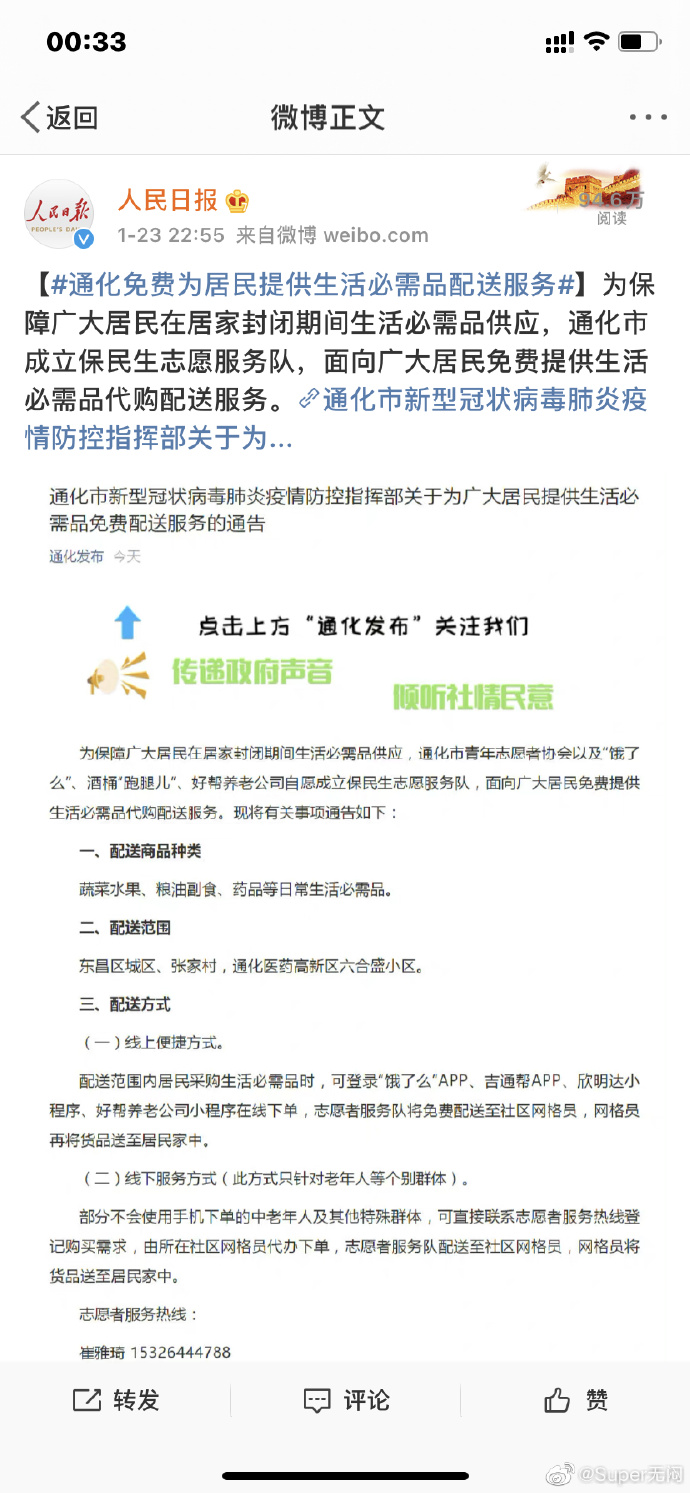 00:33
返回
微博正文
人民日报
人民日报
PEOPLE'S DA
1-23 22:55 来自微博 weibo.com
94.6万
阅读
【#通化免费为居民提供生活必需品配送服务#】为保
障广大居民在居家封闭期间生活必需品供应，通化市
成立保民生志愿服务队，面向广大居民免费提供生活
必需品代购配送服务。通化市新型冠状病毒肺炎疫
情防控指挥部关于为...
通化市新型冠状病毒肺炎疫情防控指挥部关于为广大居民提供生活必
需品免费配送服务的通告
通化发布 今天
点击上方“通化发布”关注我们
传递政府声音
倾听社情民意
为保障广大居民在居家封闭期间生活必需品供应，通化市青年志愿者协会以及“饿了
么”、酒桶“跑腿儿”、好帮养老公司自愿成立保民生志愿服务队，面向广大居民免费提供
生活必需品代购配送服务。现将有关事项通告如下：
一、配送商品种类
蔬菜水果、粮油副食、药品等日常生活必需品。
二、配送范围
东昌区城区、张家村，通化医药高新区六合盛小区。
三、配送方式
（一）线上便捷方式。
配送范围内居民采购生活必需品时，可登录“饿了么”APP、吉通帮APP、欣明达小
程序、好帮养老公司小程序在线下单，志愿者服务队将免费配送至社区网格员，网格员
再将货品送至居民家中。
（二）线下服务方式（此方式只针对老年人等个别群体）。
部分不会使用手机下单的中老年人及其他特殊群体，可直接联系志愿者服务热线登
记购买需求，由所在社区网格员代办下单，志愿者服务队配送至社区网格员，网格员将
货品送至居民家中。
志愿者服务热线：
崔雅琦 15326444788
转发
评论
赞
@Super无网